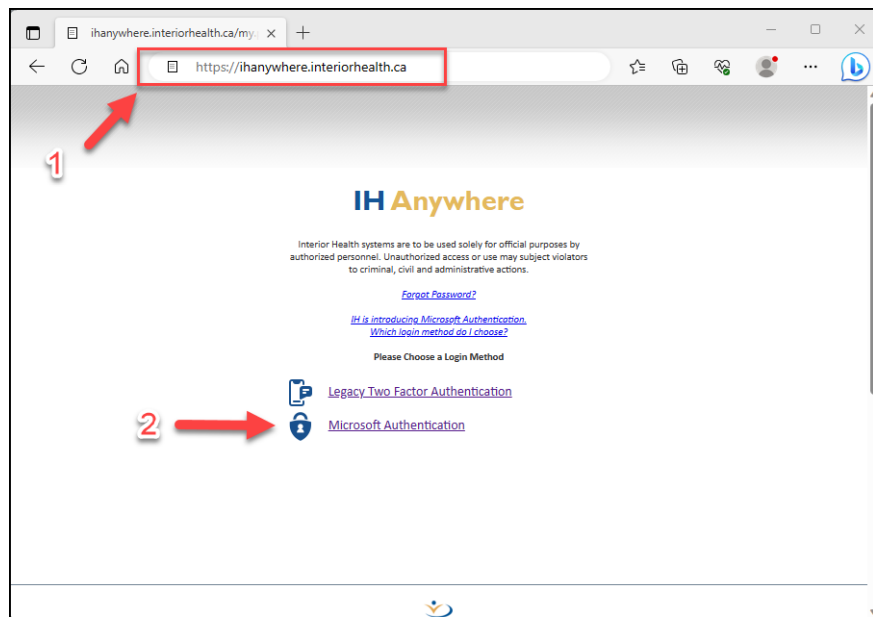 ihanywhere.interiorhealth.ca/my.
https://ihanywhere.interiorhealth.ca
1
IH Anywhere
Interior Health systems are to be used solely for official purposes by
authorized personnel. Unauthorized access or use may subject violators
to criminal, civil and administrative actions.
Forgot Password?
IH is introducing Microsoft Authentication.
Which login method do I choose?
Please Choose a Login Method
Legacy Two Factor Authentication
2
Microsoft Authentication